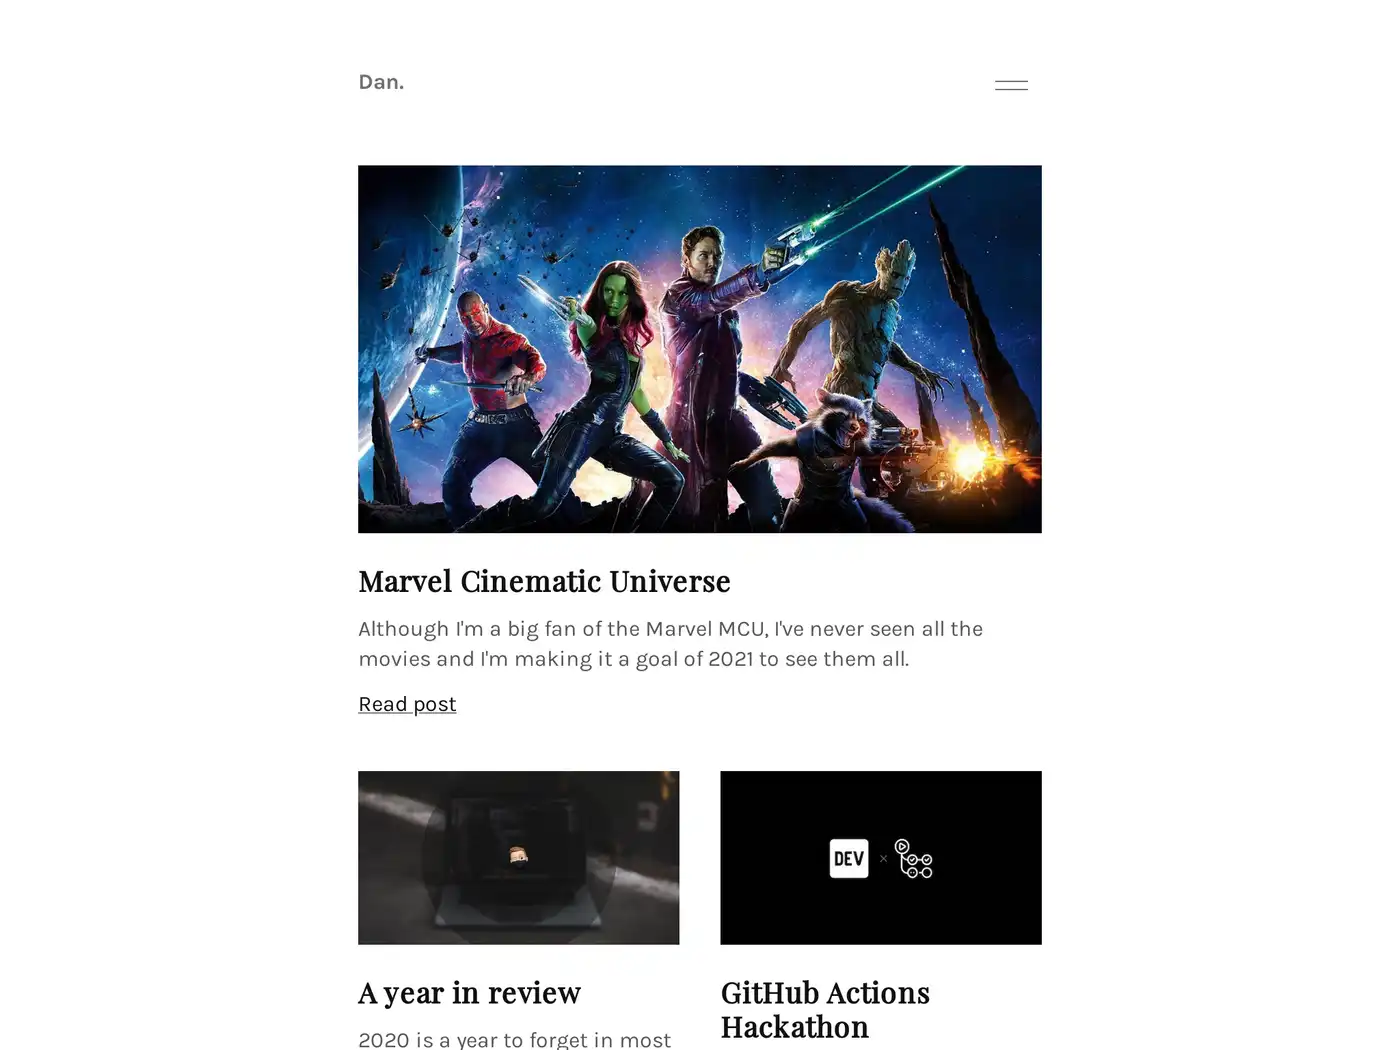 Dan.
Marvel Cinematic Universe
Although I'm a big fan of the Marvel MCU, I've never seen all the
movies and I'm making it a goal of 2021 to see them all.
Read post
DEV
A year in review
2020 is a year to forget in most
GitHub Actions
Hackathon